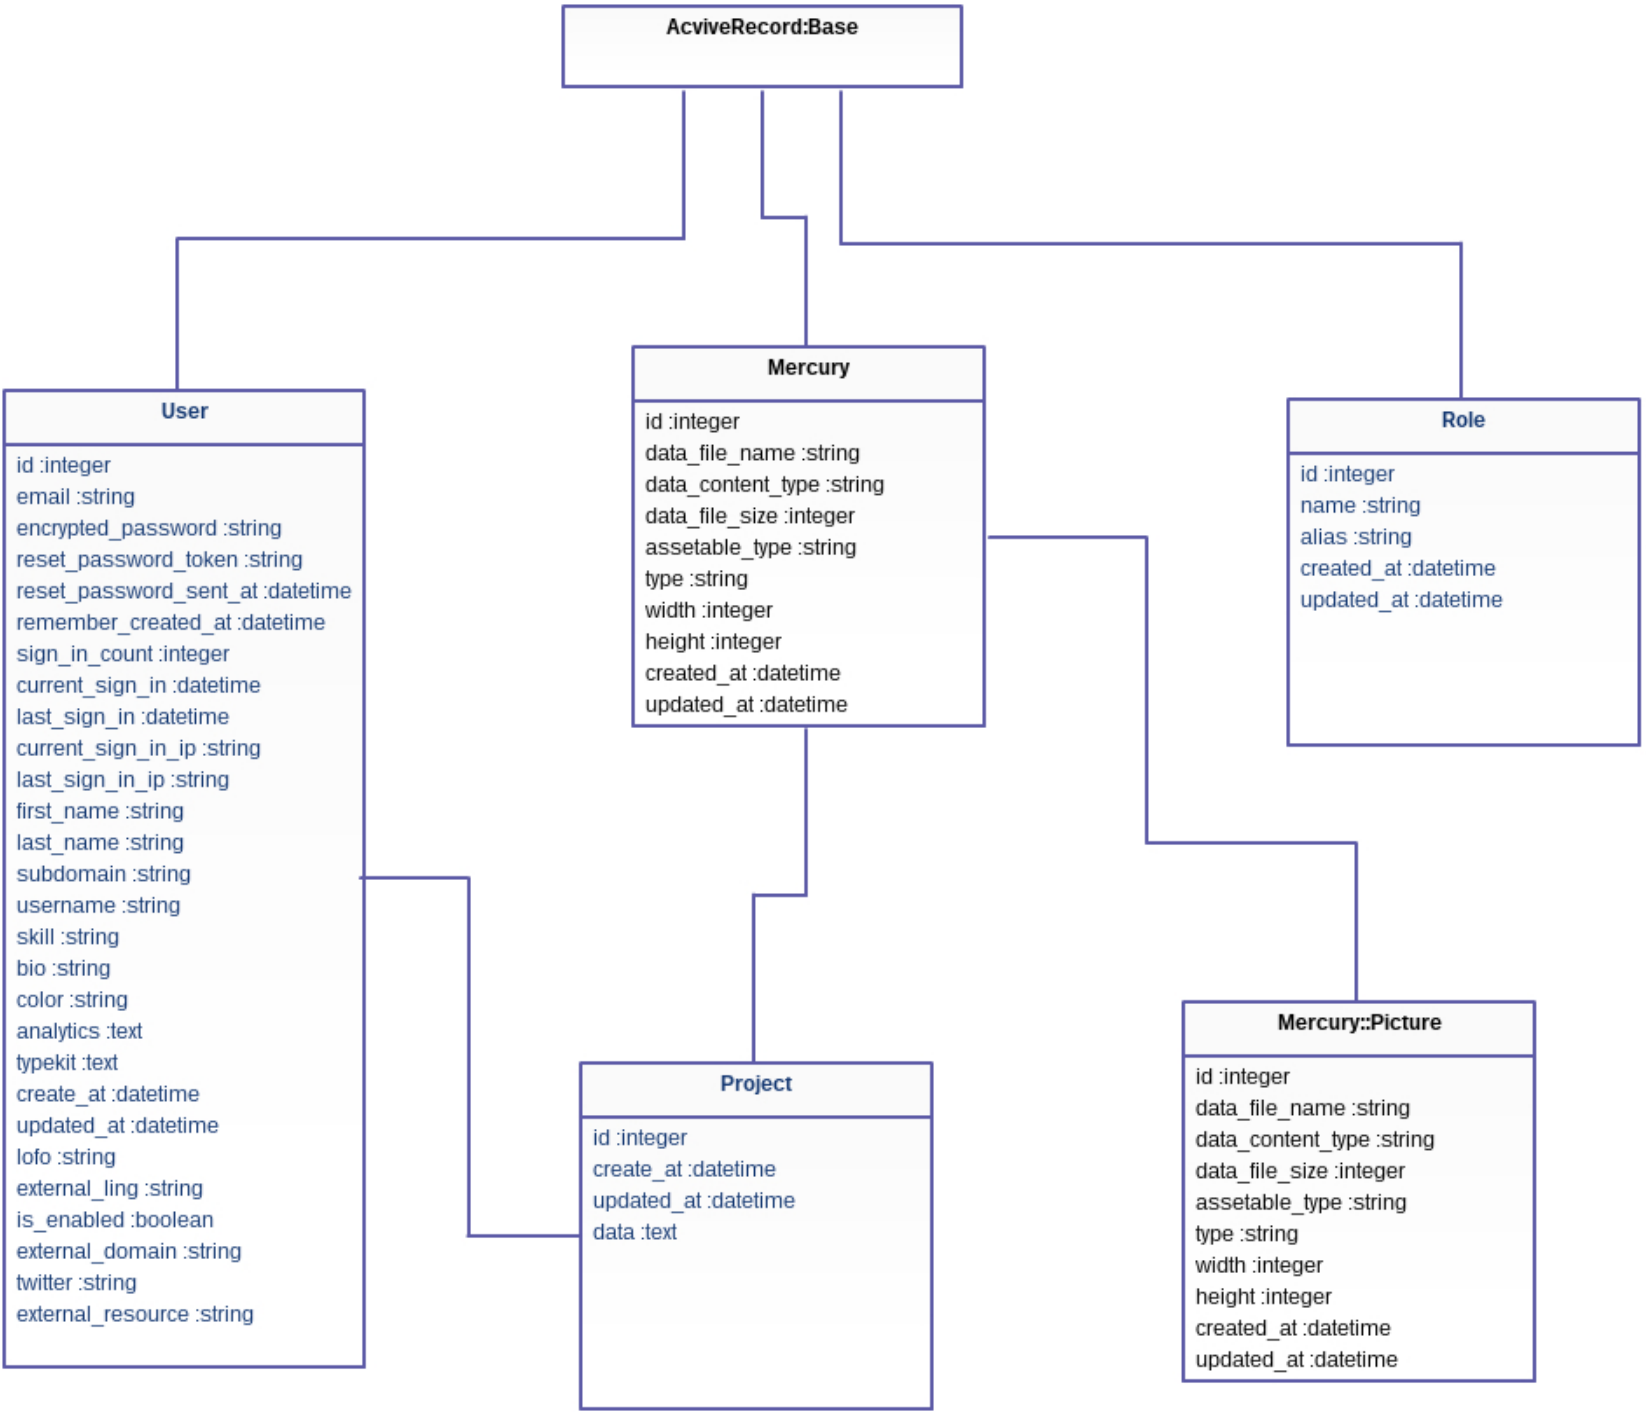 AcviveRecord:Base
User
id :integer
email :string
encrypted_password :string
reset_password_token :string
reset_password_sent_at :datetime
remember_created_at :datetime
sign_in_count :integer
current_sign_in :datetime
last_sign_in :datetime
current_sign_in_ip :string
last_sign_in_ip :string
first_name :string
last_name :string
subdomain :string
username :string
skill :string
bio :string
color :string
analytics :text
typekit :text
create_at :datetime
updated_at :datetime
lofo :string
external_ling :string
is_enabled :boolean
external_domain :string
twitter :string
external_resource :string
Mercury
id :integer
data_file_name :string
data_content_type :string
data_file_size :integer
assetable_type :string
type :string
width :integer
height :integer
created_at :datetime
updated_at :datetime
Role
id :integer
name :string
alias :string
created_at :datetime
updated_at :datetime
Project
id :integer
create_at :datetime
updated_at :datetime
data :text
Mercury::Picture
id :integer
data_file_name :string
data_content_type :string
data_file_size :integer
assetable_type :string
type :string
width :integer
height :integer
created_at :datetime
updated_at :datetime